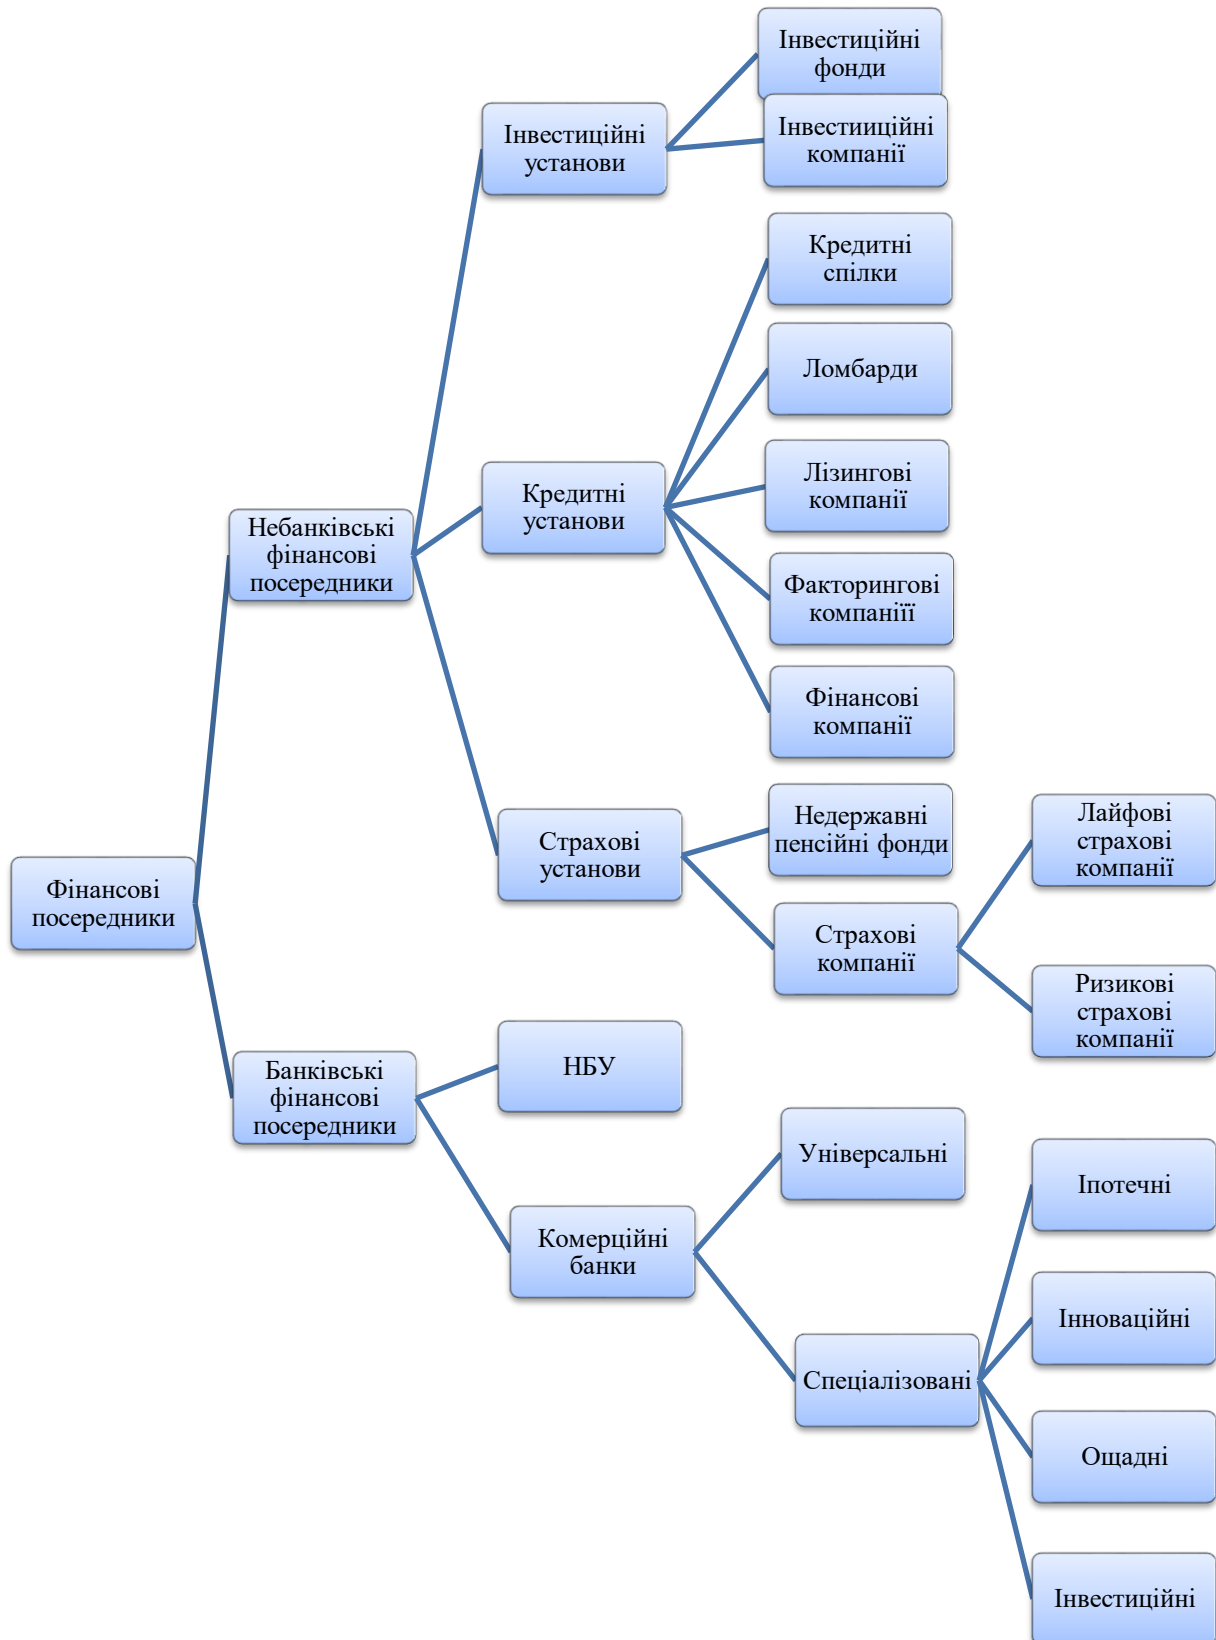 Інвестиційні
фонди
Інвестииційні
компанії
Інвестиційні
установи
Кредитні
спілки
Ломбарди
Лізингові
компанії
Кредитні
установи
Факторингові
компаніїї
Фінансові
компанії
Небанківські
фінансові
посередники
Недержавні
пенсійні фонди
Страхові
установи
Страхові
компанії
Лайфові
страхові
компанії
Ризикові
страхові
компанії
Фінансові
посередники
Банківські
фінансові
посередники
НБУ
Комерційні
банки
Універсальні
Спеціалізовані
Іпотечні
Інноваційні
Ощадні
Інвестиційні